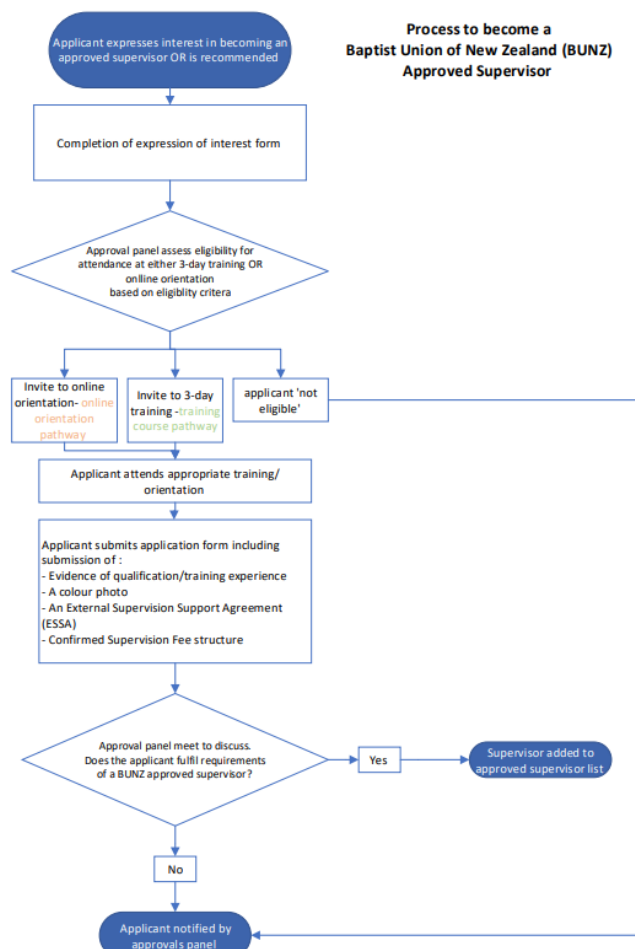 Process to become a
Baptist Union of New Zealand (BUNZ)
Approved Supervisor
Applicant expresses interest in becoming an
approved supervisor OR is recommended
Completion of expression of interest form
Approval panel assess eligibility for
attendance at either 3-day training OR
onlline orientation
based on eligiblity critera
Invite to online
orientation- online
orientation
pathway
Invite to 3-day
training -training
course pathway
applicant 'not
eligible'
Applicant attends appropriate training/
orientation
Applicant submits application form including
submission of :
- Evidence of qualification/training experience
- A colour photo
- An External Supervision Support Agreement
(ESSA)
- Confirmed Supervision Fee structure
Approval panel meet to discuss.
Does the applicant fulfil requirements
of a BUNZ approved supervisor?
Yes
Supervisor added to
approved supervisor list
No
Applicant notified by
approvals panel